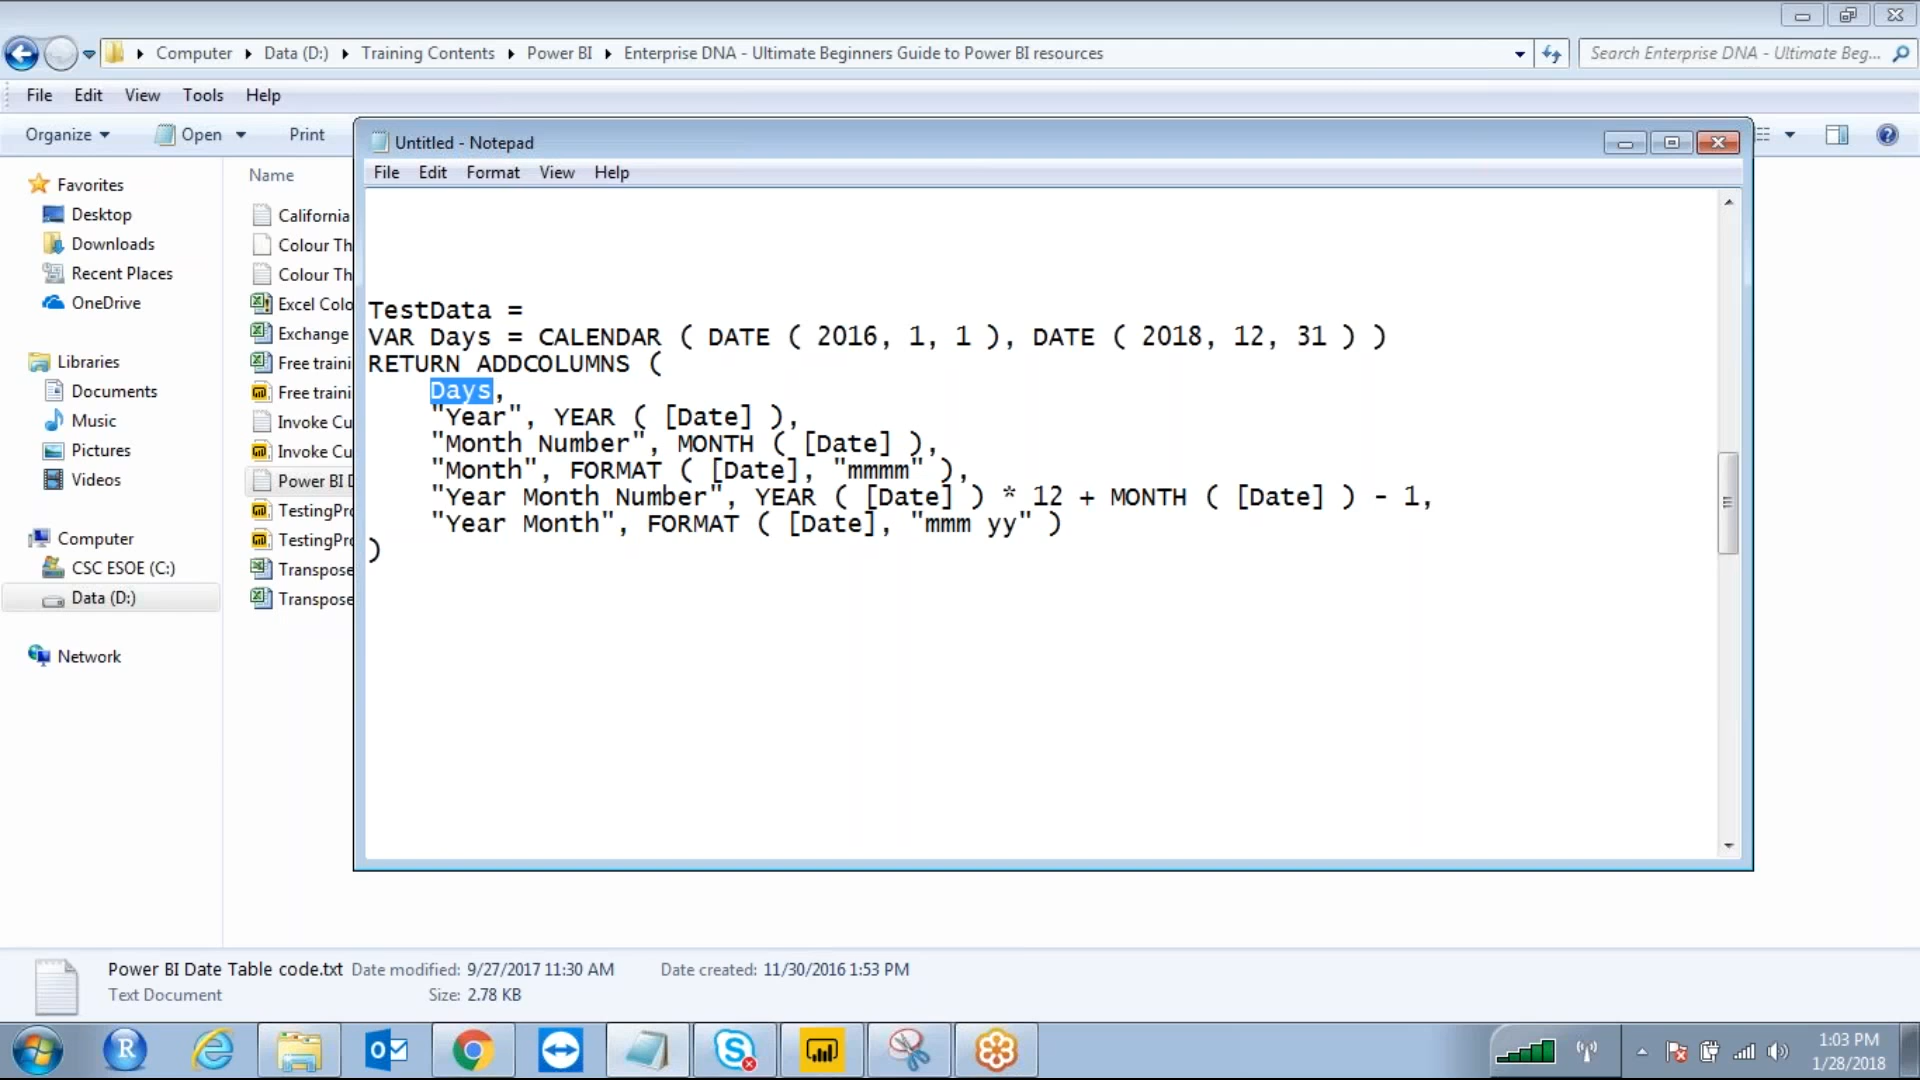 Computer Data (D:) Training Contents Power BI Enterprise DNA - Ultimate Beginners Guide to Power BI resources
Search Enterprise DNA - Ultimate Beg...
File Edit View Tools Help
Organize Open Print
Favorites
Desktop
Downloads
Recent Places
OneDrive
Libraries
Documents
Music
Pictures
Videos
Computer
CSC ESOE (C:)
Data (D:)
Network
Name
California
Colour Th
Colour Th
Excel Colo
Exchange
Free traini
Free traini
Invoke Cu
Invoke Cu
Power BI D
TestingPro
TestingPro
Transpose
Transpose
Untitled - Notepad
File Edit Format View Help
TestData =
VAR Days = CALENDAR ( DATE ( 2016, 1, 1 ), DATE ( 2018, 12, 31 ) )
RETURN ADDCOLUMNS (
Days,
"Year", YEAR ( [Date] ),
"Month Number", MONTH ( [Date] ),
"Month", FORMAT ( [Date], "mmmm" ),
"Year Month Number", YEAR ( [Date] ) * 12 + MONTH ( [Date] ) - 1,
"Year Month", FORMAT ( [Date], "mmm yy" )
)
Power BI Date Table code.txt Date modified: 9/27/2017 11:30 AM Date created: 11/30/2016 1:53 PM
Text Document Size: 2.78 KB
1:03 PM
1/28/2018